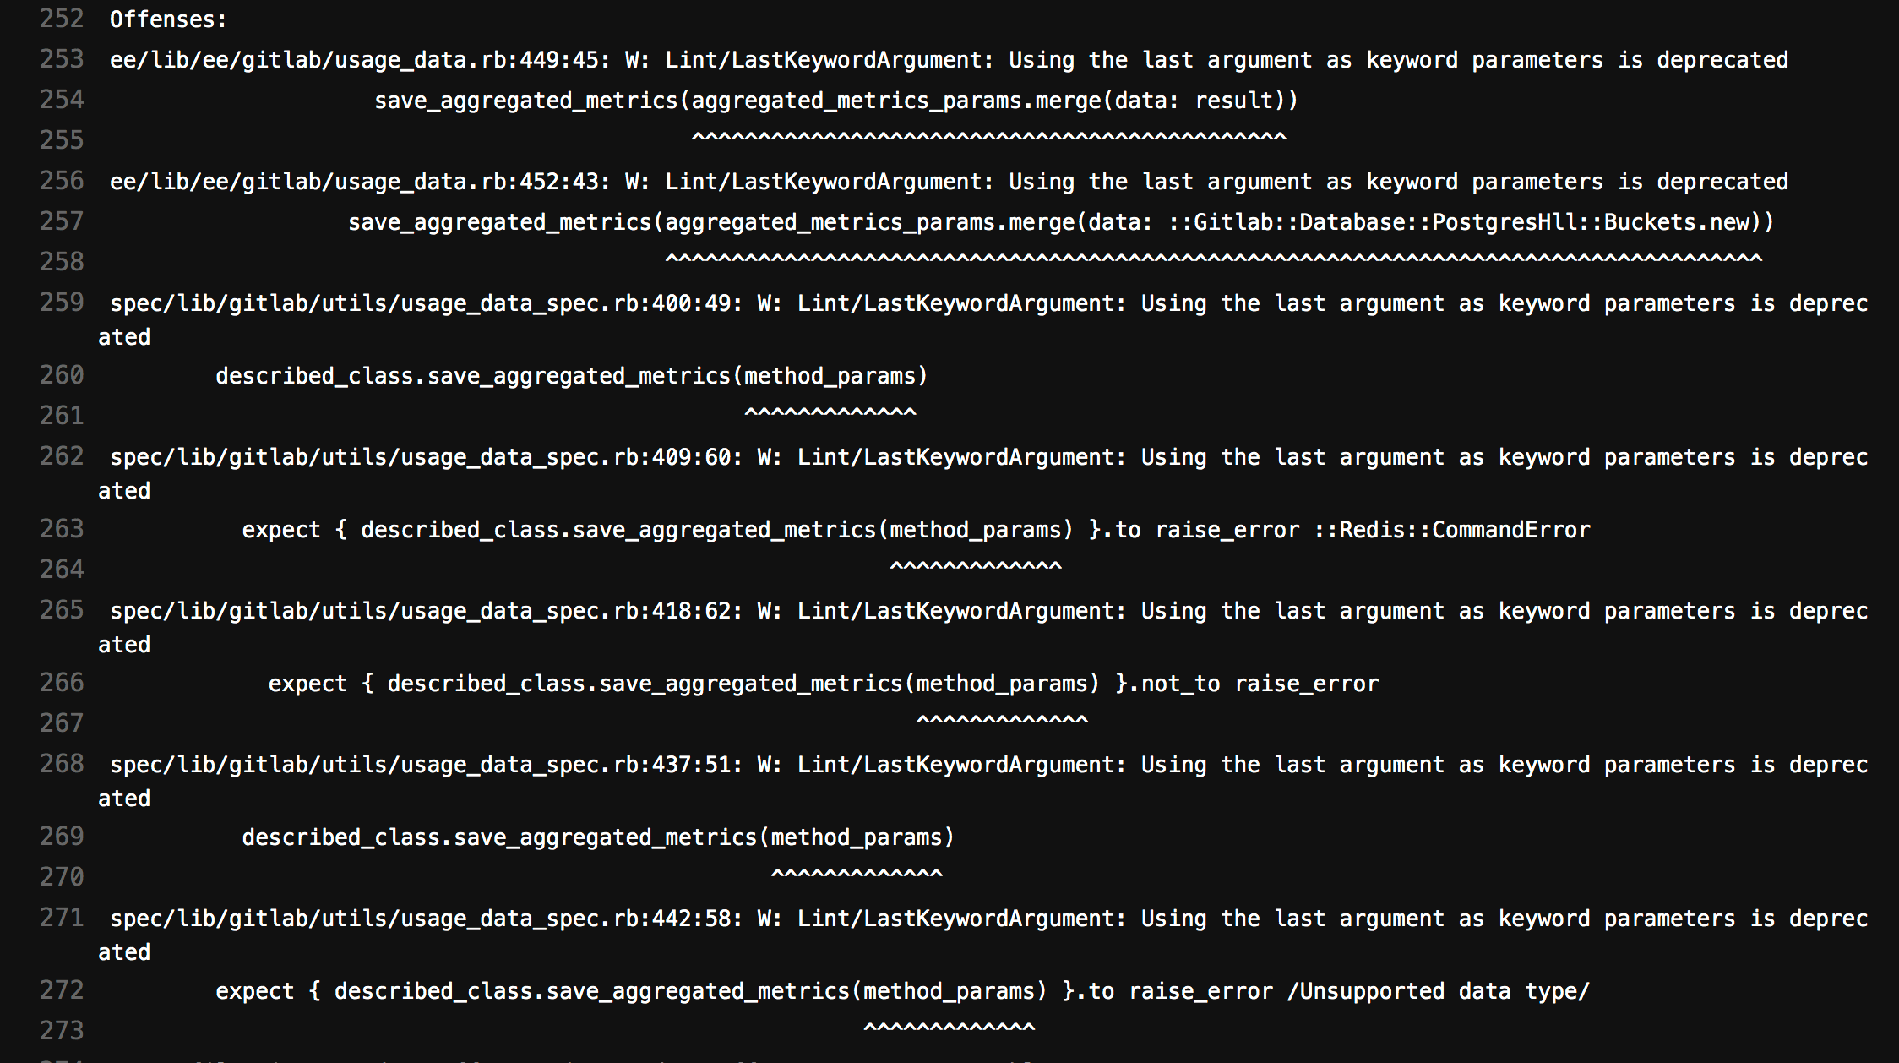 252 Offenses:
253 ee/lib/ee/gitlab/usage_data.rb:449:45: W: Lint/LastKeywordArgument: Using the last argument as keyword parameters is deprecated
254 save_aggregated_metrics(aggregated_metrics_params.merge(data: result))
255 ^^^^^^^^^^^^^^^^^^^^^^^^^^^^^^^^^^^^^^^^^^^^^
256 ee/lib/ee/gitlab/usage_data.rb:452:43: W: Lint/LastKeywordArgument: Using the last argument as keyword parameters is deprecated
257 save_aggregated_metrics(aggregated_metrics_params.merge(data: ::Gitlab::Database::PostgresHll::Buckets.new))
258 ^^^^^^^^^^^^^^^^^^^^^^^^^^^^^^^^^^^^^^^^^^^^^^^^^^^^^^^^^^^^^^^^^^^^^^^^^^^^^^^^^^^
259 spec/lib/gitlab/utils/usage_data_spec.rb:400:49: W: Lint/LastKeywordArgument: Using the last argument as keyword parameters is deprec
ated
260 described_class.save_aggregated_metrics(method_params)
261 ^^^^^^^^^^^^^
262 spec/lib/gitlab/utils/usage_data_spec.rb:409:60: W: Lint/LastKeywordArgument: Using the last argument as keyword parameters is deprec
ated
263 expect { described_class.save_aggregated_metrics(method_params) }.to raise_error ::Redis::CommandError
264 ^^^^^^^^^^^^^
265 spec/lib/gitlab/utils/usage_data_spec.rb:418:62: W: Lint/LastKeywordArgument: Using the last argument as keyword parameters is deprec
ated
266 expect { described_class.save_aggregated_metrics(method_params) }.not_to raise_error
267 ^^^^^^^^^^^^^
268 spec/lib/gitlab/utils/usage_data_spec.rb:437:51: W: Lint/LastKeywordArgument: Using the last argument as keyword parameters is deprec
ated
269 described_class.save_aggregated_metrics(method_params)
270 ^^^^^^^^^^^^^
271 spec/lib/gitlab/utils/usage_data_spec.rb:442:58: W: Lint/LastKeywordArgument: Using the last argument as keyword parameters is deprec
ated
272 expect { described_class.save_aggregated_metrics(method_params) }.to raise_error /Unsupported data type/
273 ^^^^^^^^^^^^^